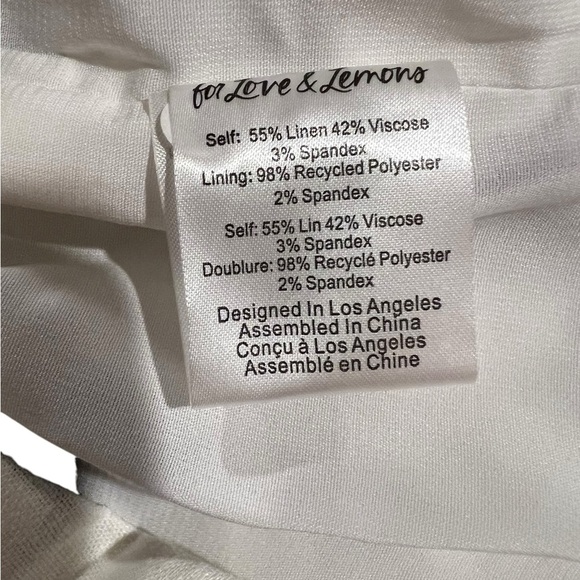 for Love & Lemons
Self: 55% Linen 42% Viscose
3% Spandex
Lining: 98% Recycled Polyester
2% Spandex
Self: 55% Lin 42% Viscose
3% Spandex
Doublure: 98% Recyclé Polyester
2% Spandex
Designed In Los Angeles
Assembled In China
Conçu à Los Angeles
Assemblé en Chine